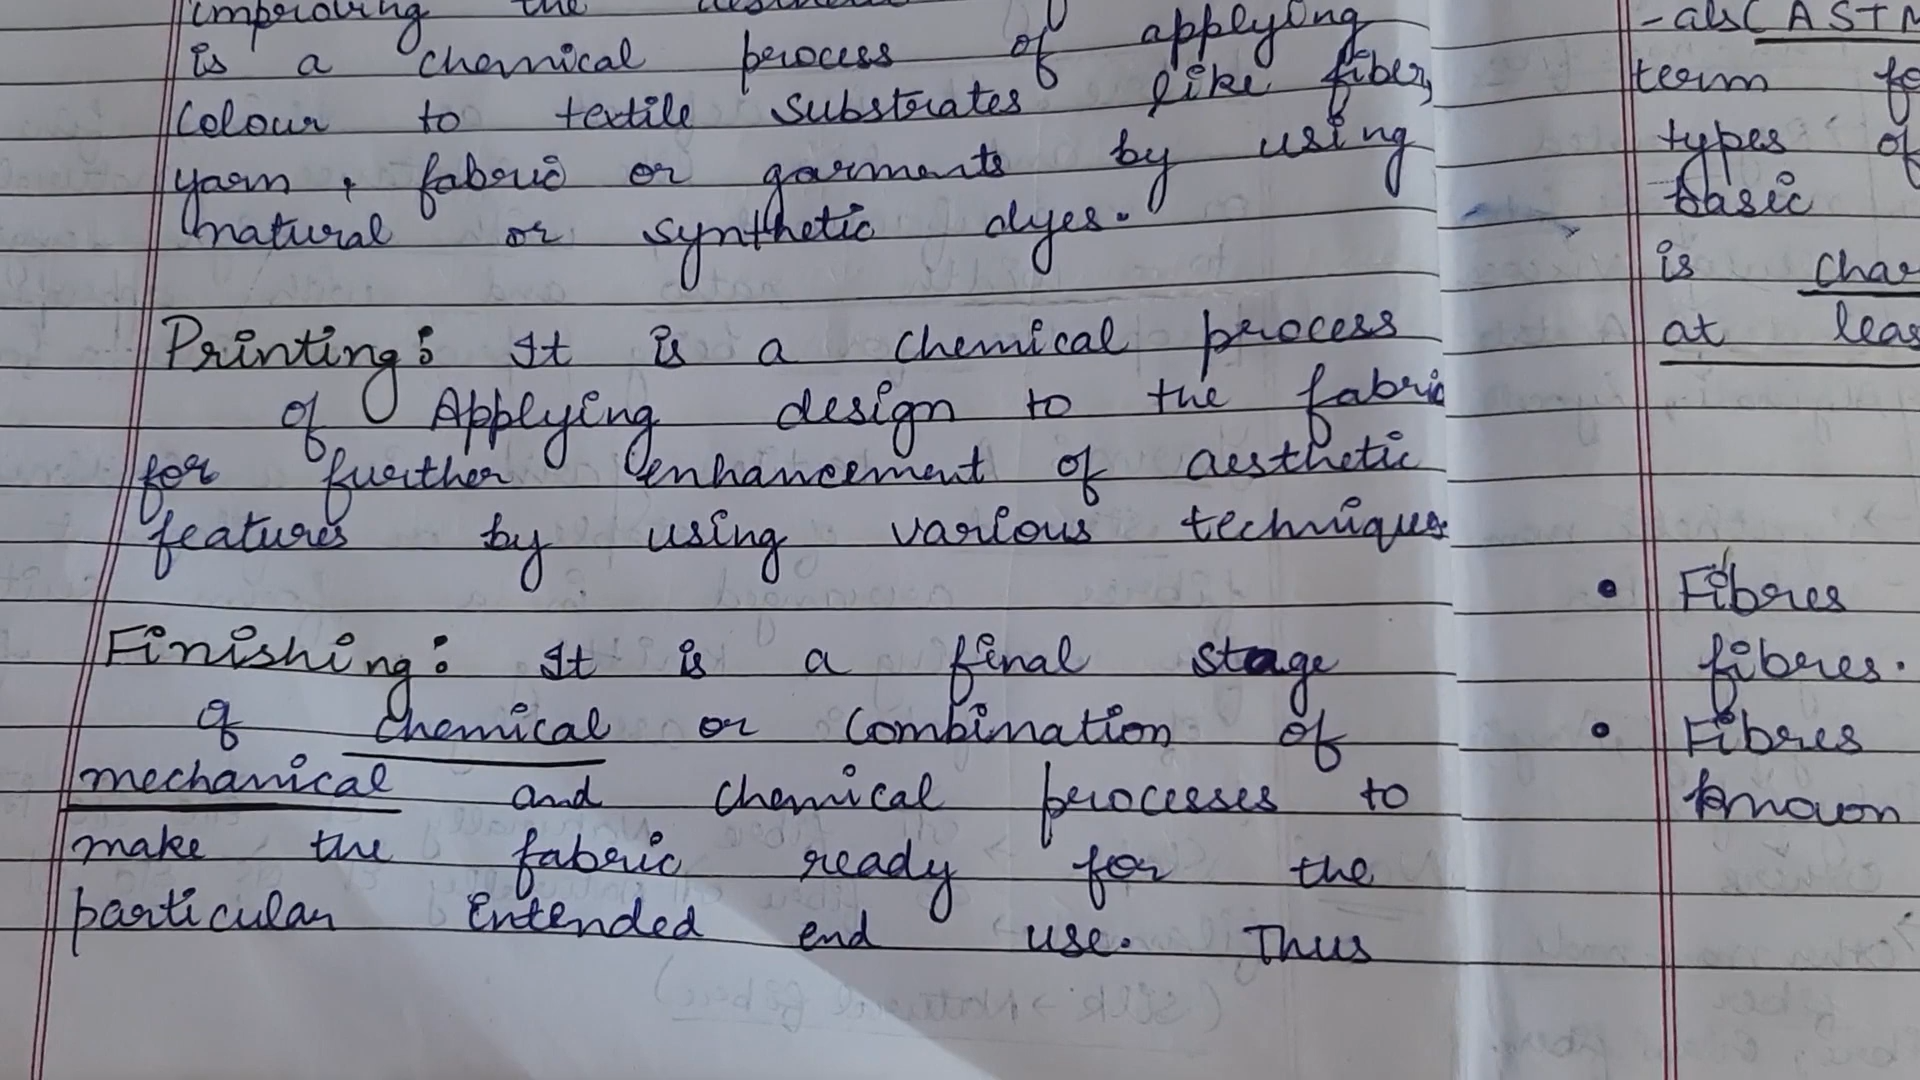 improving the
is a chemical process of applying
Colour to textile substrates like fiber,
yarn, fabric or garments by using
natural or synthetic dyes.
Printing: It is a chemical process
of Applying design to the fabric
for further enhancement of aesthetic
features by using various techniques
Finishing: It is a final stage
of chemical or Combination of
mechanical and chemical processes to
make the fabric ready for the
particular intended end use. Thus
term
types of
basic
is
at
• Fibres
fibres.
• Fibres
known